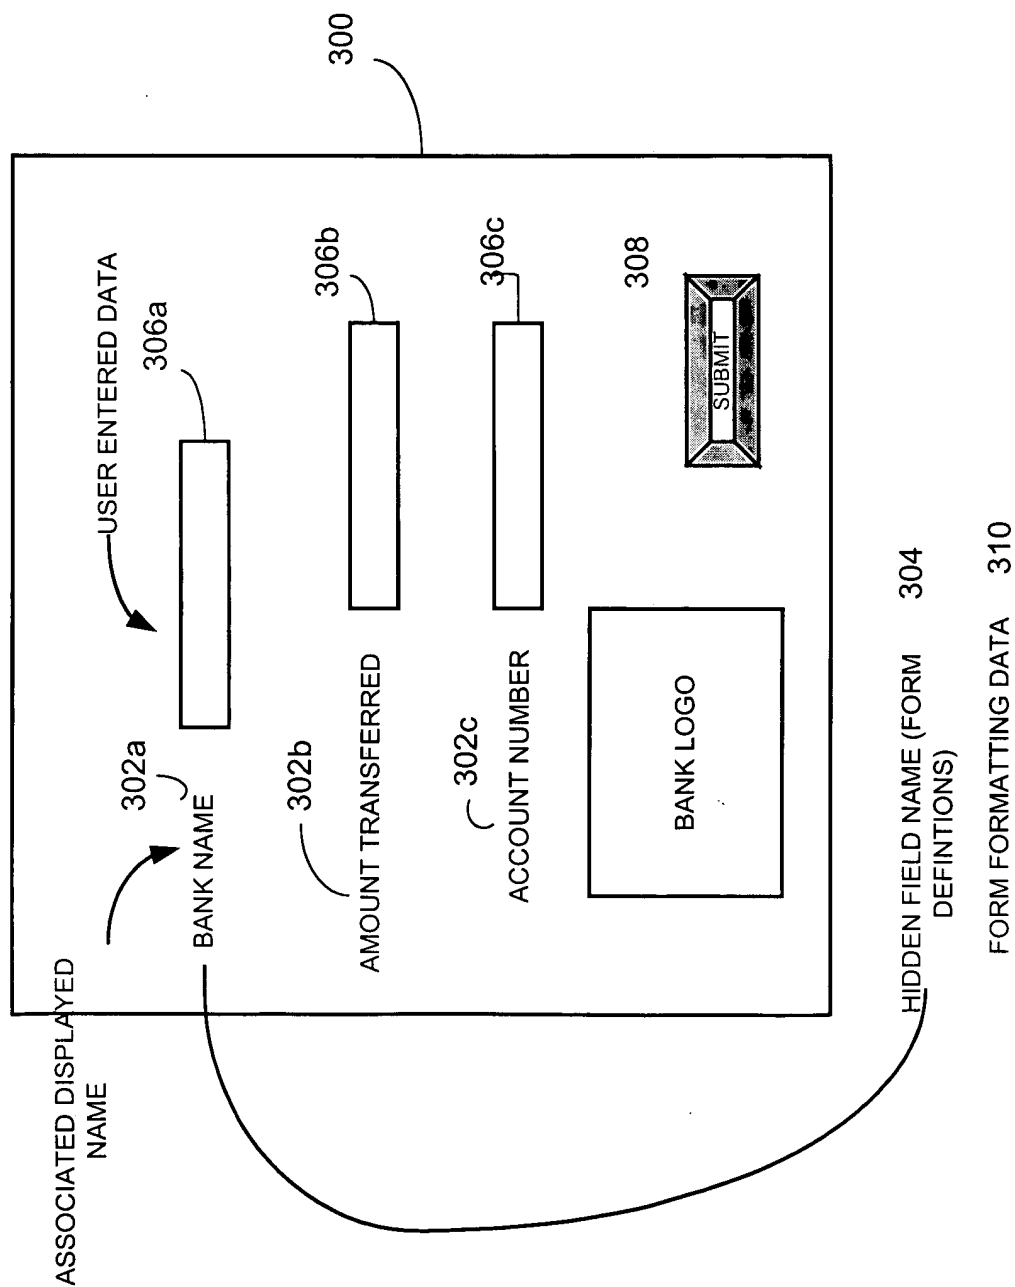 300
USER ENTERED DATA
306a
ASSOCIATED DISPLAYED
NAME
302a
BANK NAME
306b
302b
AMOUNT TRANSFERRED
306c
302c
ACCOUNT NUMBER
308
BANK LOGO
SUBMIT
HIDDEN FIELD NAME (FORM
DEFINTIONS)
304
FORM FORMATTING DATA
310